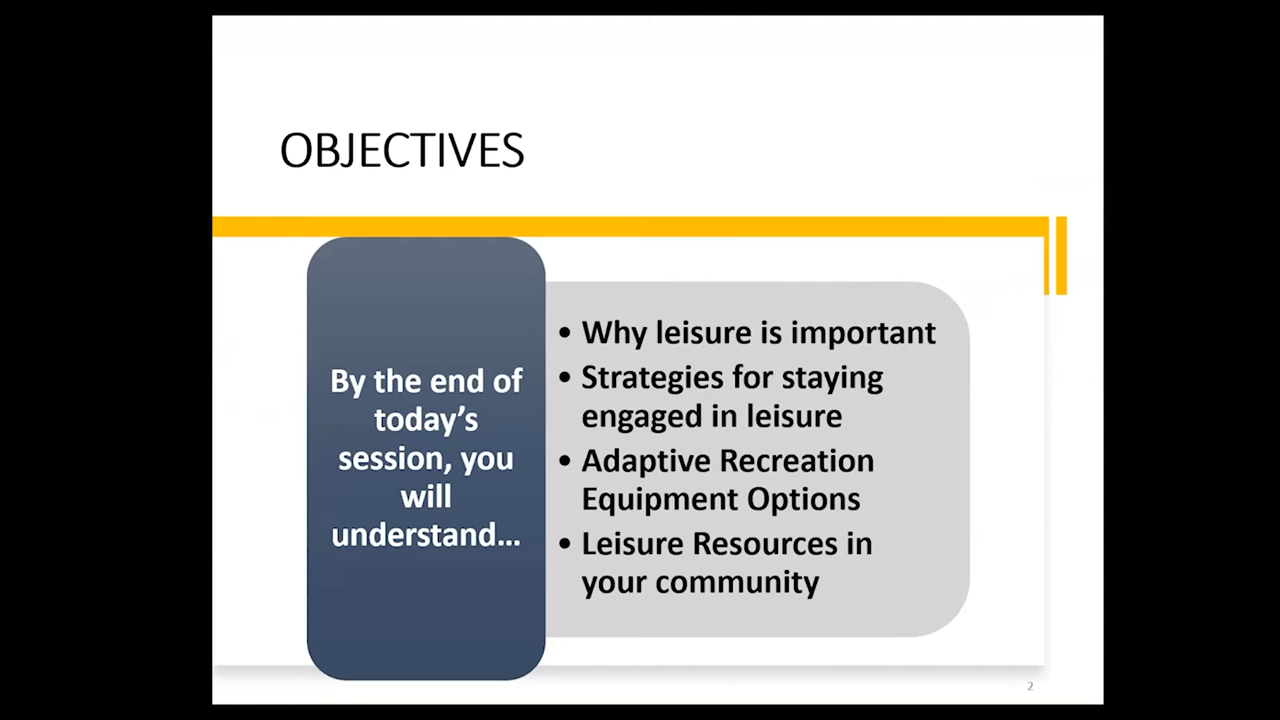 OBJECTIVES
By the end of
today's
session, you
will
understand...
• Why leisure is important
• Strategies for staying
engaged in leisure
• Adaptive Recreation
Equipment Options
• Leisure Resources in
your community
2